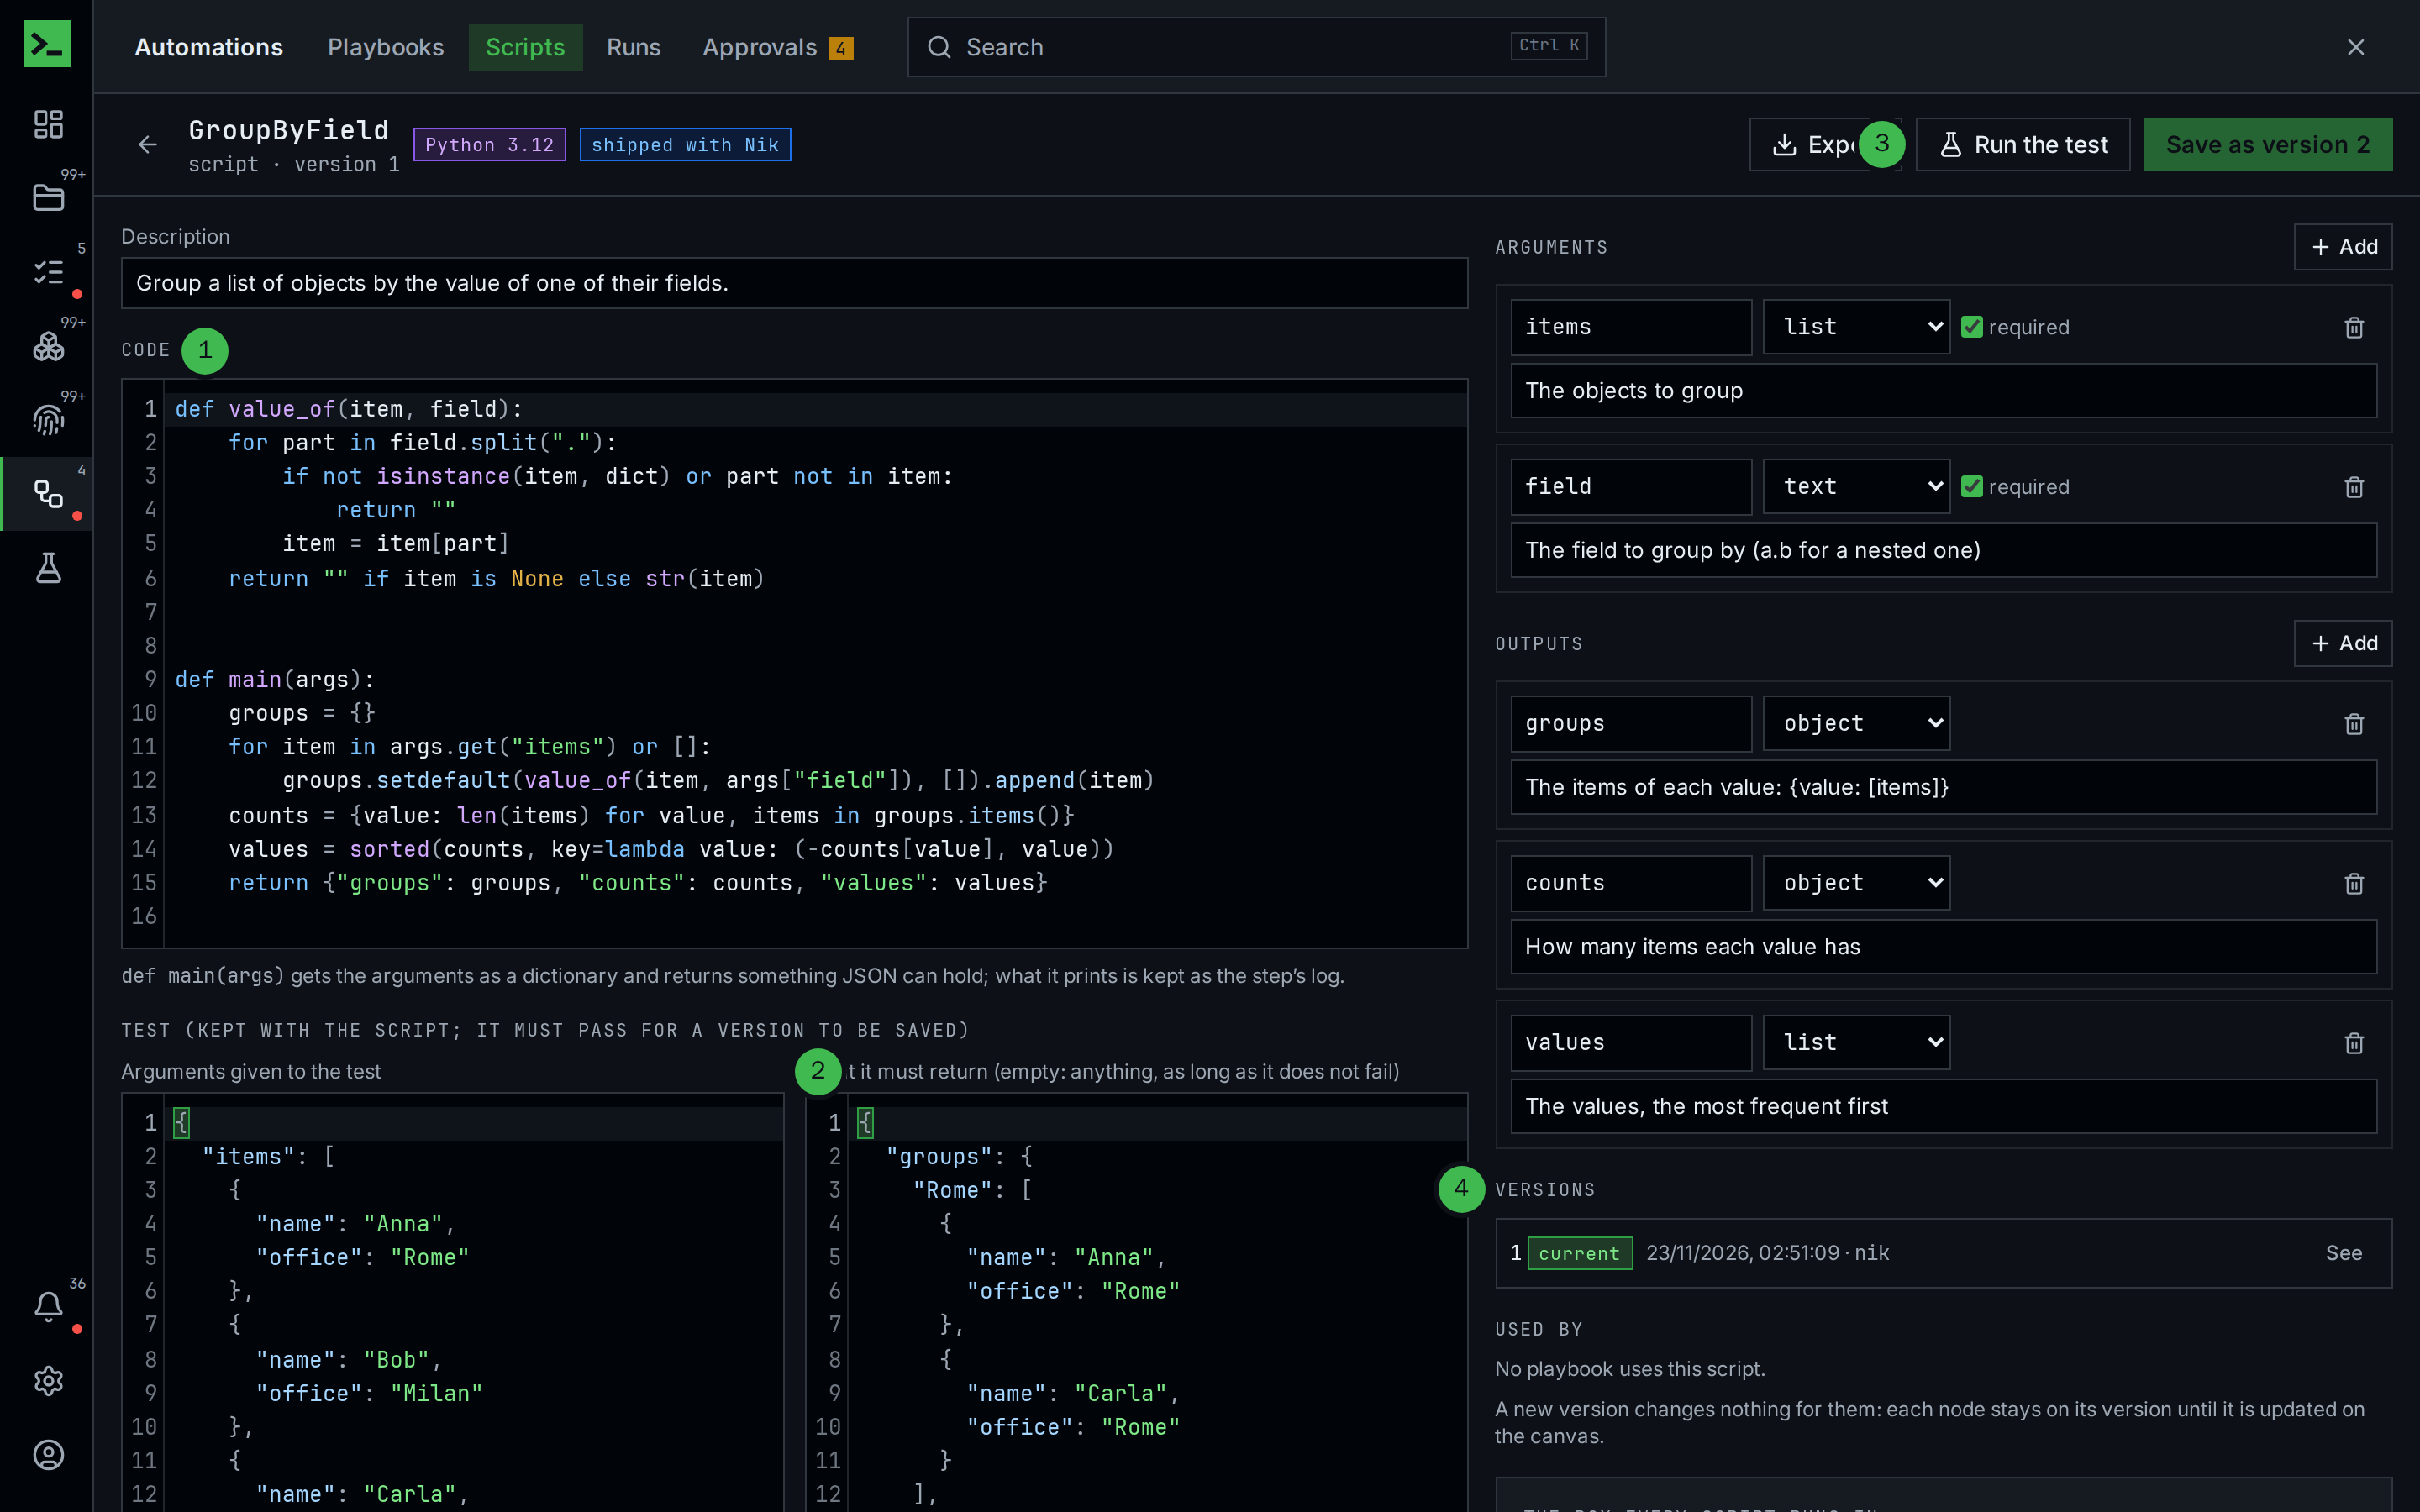 Automations Playbooks Scripts Runs Approvals 4 Search Ctrl K
99+
5
99+
99+
4
36
GroupByField
script · version 1
Python 3.12
shipped with Nik
3
Run the test
Save as version 2
Description
Group a list of objects by the value of one of their fields.
CODE 1
1 def value_of(item, field):
2     for part in field.split("."):
3         if not isinstance(item, dict) or part not in item:
4             return ""
5         item = item[part]
6     return "" if item is None else str(item)
7
8
9 def main(args):
10     groups = {}
11     for item in args.get("items") or []:
12         groups.setdefault(value_of(item, args["field"]), []).append(item)
13     counts = {value: len(items) for value, items in groups.items()}
14     values = sorted(counts, key=lambda value: (-counts[value], value))
15     return {"groups": groups, "counts": counts, "values": values}
16
def main(args) gets the arguments as a dictionary and returns something JSON can hold; what it prints is kept as the step’s log.
TEST (KEPT WITH THE SCRIPT; IT MUST PASS FOR A VERSION TO BE SAVED)
Arguments given to the test
1 {
2   "items": [
3     {
4       "name": "Anna",
5       "office": "Rome"
6     },
7     {
8       "name": "Bob",
9       "office": "Milan"
10     },
11     {
12       "name": "Carla",
2 it must return (empty: anything, as long as it does not fail)
1 {
2   "groups": {
3     "Rome": [
4       {
5         "name": "Anna",
6         "office": "Rome"
7       },
8       {
9         "name": "Carla",
10         "office": "Rome"
11       }
12     ],
ARGUMENTS
Add
items list required
The objects to group
field text required
The field to group by (a.b for a nested one)
OUTPUTS
Add
groups object
The items of each value: {value: [items]}
counts object
How many items each value has
values list
The values, the most frequent first
4 VERSIONS
1 current 23/11/2026, 02:51:09 · nik See
USED BY
No playbook uses this script.
A new version changes nothing for them: each node stays on its version until it is updated on
the canvas.